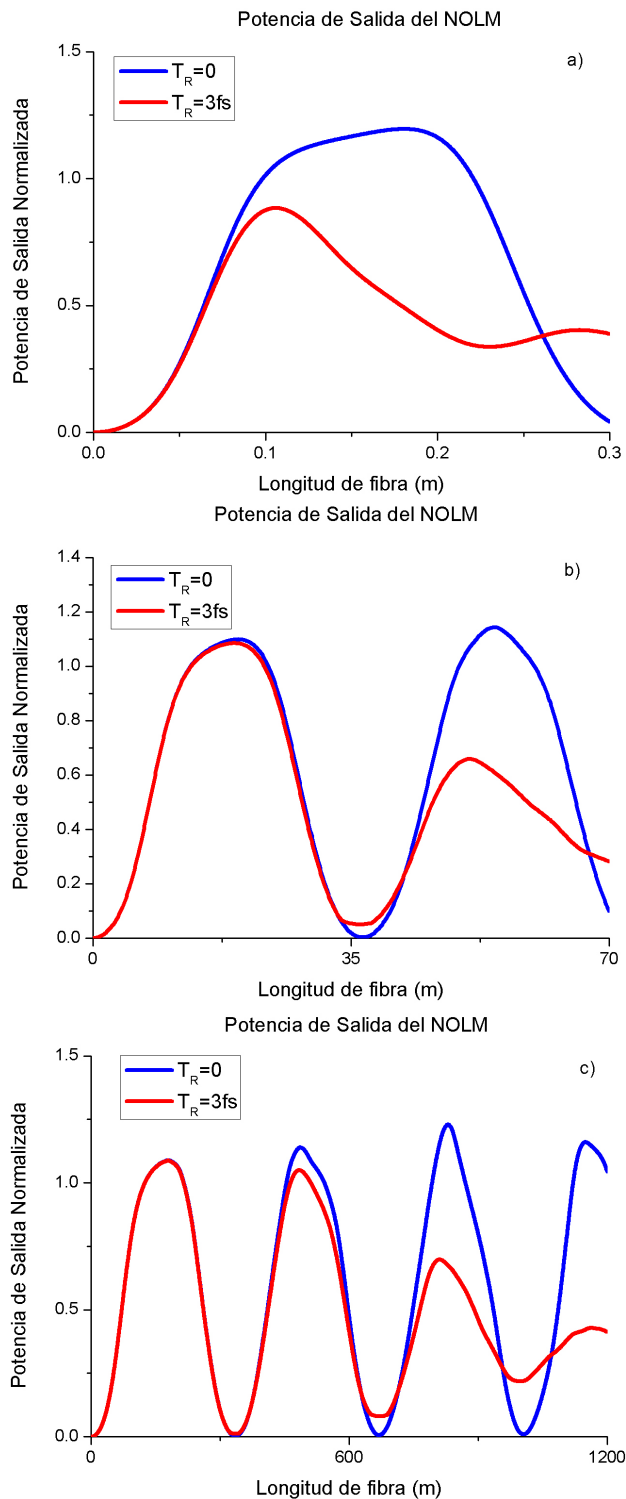 Potencia de Salida del NOLM
a)
T_R=0
T_R=3fs
Potencia de Salida Normalizada
1.5
1.0
0.5
0.0
0.0 0.1 0.2 0.3
Longitud de fibra (m)
Potencia de Salida del NOLM
b)
T_R=0
T_R=3fs
Potencia de Salida Normalizada
1.4
1.2
1.0
0.8
0.6
0.4
0.2
0.0
0 35 70
Longitud de fibra (m)
Potencia de Salida del NOLM
c)
T_R=0
T_R=3fs
Potencia de Salida Normalizada
1.5
1.0
0.5
0.0
0 600 1200
Longitud de fibra (m)